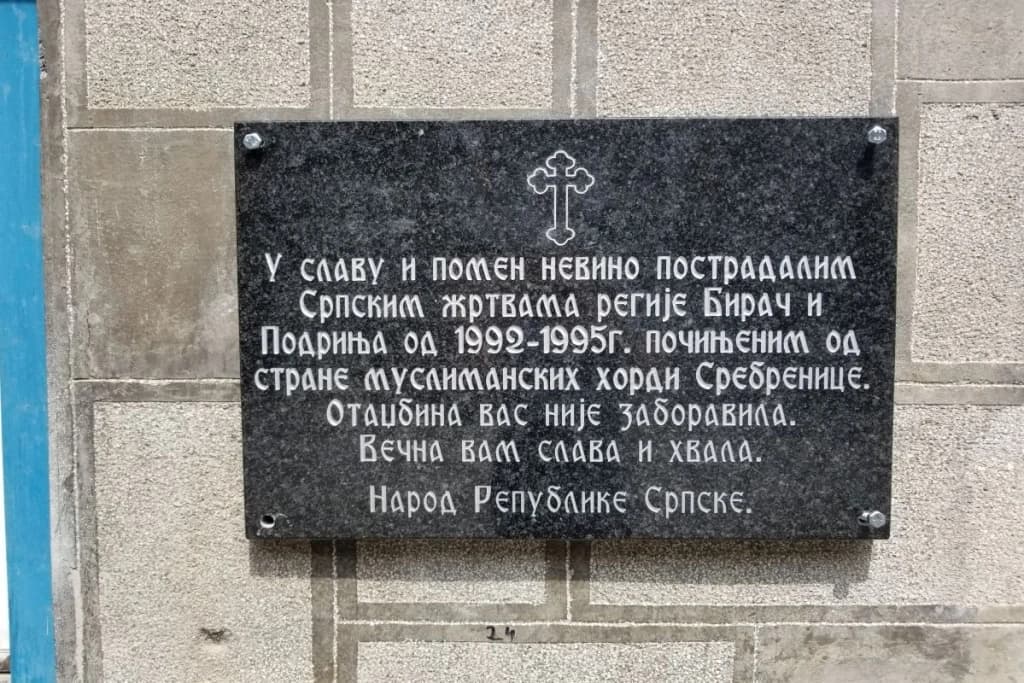 У славу и помен невино пострадалим
Српским жртвама регије Бирач и
Подриња од 1992-1995г. почињеним од
стране муслиманских хорди Сребренице.
Отаџбина вас није заборавила.
Вечна вам слава и хвала.
Народ Републике Српске.
24